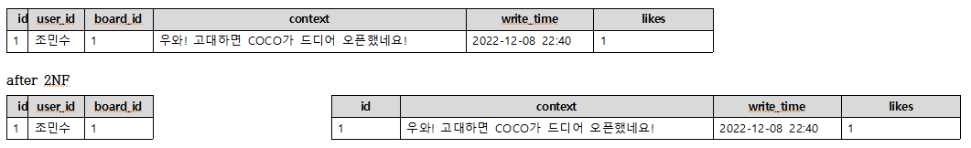 id user_id board_id context write_time likes
1 조민수 1 우와! 고대하면 COCO가 드디어 오픈했네요! 2022-12-08 22:40 1
after 2NF
id user_id board_id id context write_time likes
1 조민수 1 1 우와! 고대하면 COCO가 드디어 오픈했네요! 2022-12-08 22:40 1